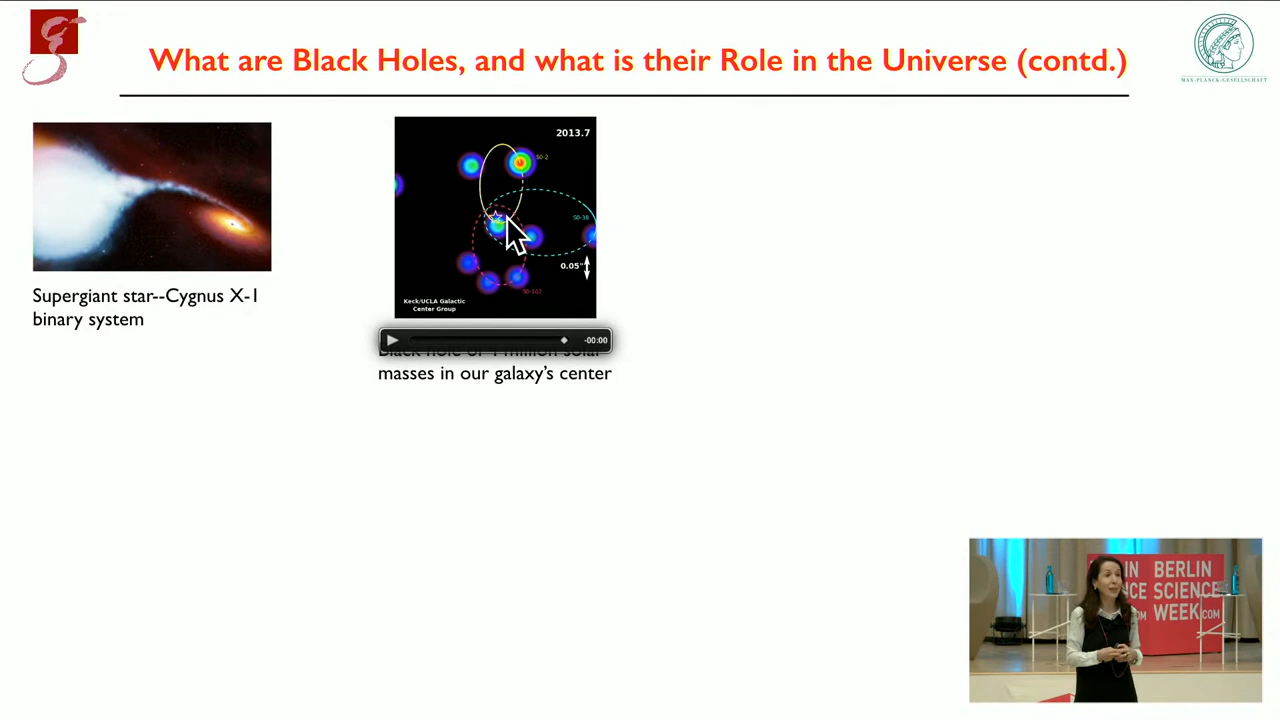 What are Black Holes, and what is their Role in the Universe (contd.)
MAX-PLANCK-GESELLSCHAFT
2013.7
S0-2
S0-38
0.05"
S0-102
Keck/UCLA Galactic
Center Group
Supergiant star--Cygnus X-1
binary system
-00:00
Black hole of 4 million solar
masses in our galaxy's center
BERLIN
SCIENCE
WEEK.COM